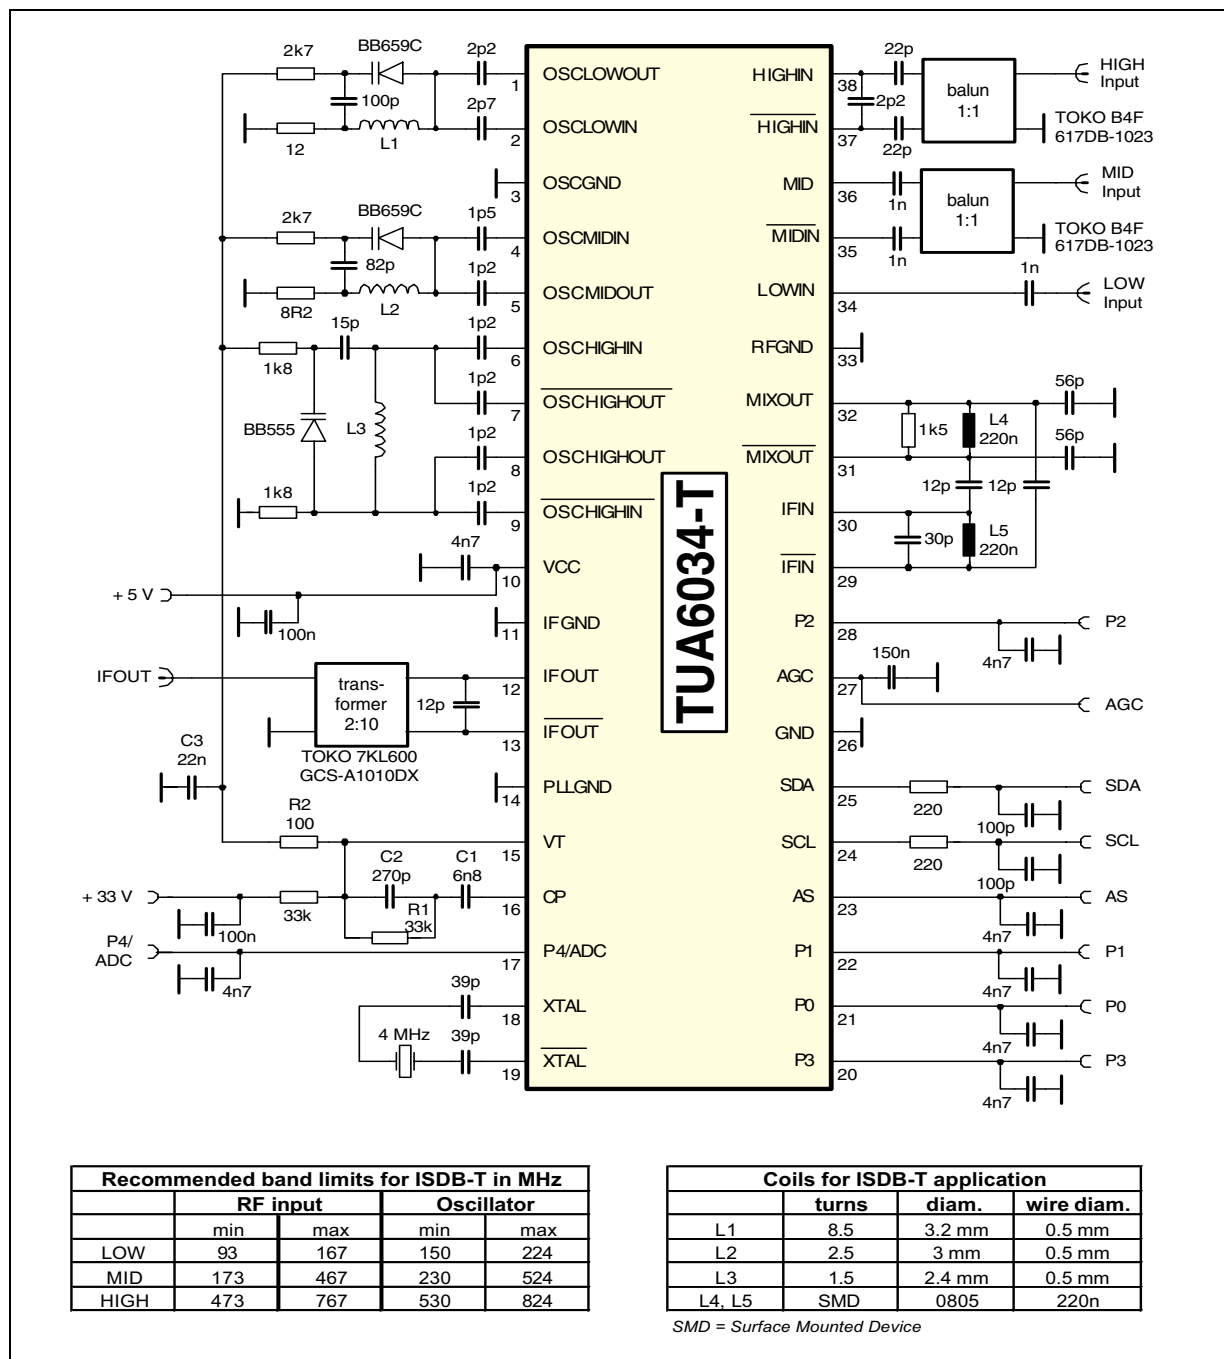 2k7 BB659C 2p2 22p HIGH
1 OSCLOWOUT HIGHIN 38 balun Input
100p 2p7 2p2 1:1
12 L1 2 OSCLOWIN HIGHIN 37 22p TOKO B4F
617DB-1023
3 OSCGND MID 36 1n balun MID
1:1 Input
2k7 BB659C 1p5 TOKO B4F
4 OSCMIDIN MIDIN 35 1n 617DB-1023
82p 1p2 1n
8R2 L2 5 OSCMIDOUT LOWIN 34 LOW
Input
15p 1p2
1k8 6 OSCHIGHIN RFGND 33
1p2 56p
7 OSCHIGHOUT MIXOUT 32
BB555 L3 1k5 L4
220n
1p2 56p
8 OSCHIGHOUT MIXOUT 31
1k8 1p2 12p 12p
9 OSCHIGHIN IFIN 30
4n7 30p L5
220n
10 VCC IFIN 29
+ 5 V
100n
11 IFGND P2 28 P2
150n 4n7
IFOUT trans-
former
2:10
12 IFOUT AGC 27
12p AGC
13 IFOUT GND 26
TOKO 7KL600
GCS-A1010DX
C3
22n
14 PLLGND SDA 25 220 SDA
100p
R2
100
15 VT SCL 24 220 SCL
100p
C2
270p
C1
6n8
+ 33 V 33k 16 CP AS 23 AS
100n R1
33k
4n7
P4/
ADC
17 P4/ADC P1 22 P1
4n7 4n7
39p
18 XTAL P0 21 P0
4n7
4 MHz 39p
19 XTAL P3 20 P3
4n7
TUA6034-T
Recommended band limits for ISDB-T in MHz
RF input Oscillator
min max min max
LOW 93 167 150 224
MID 173 467 230 524
HIGH 473 767 530 824
Coils for ISDB-T application
turns diam. wire diam.
L1 8.5 3.2 mm 0.5 mm
L2 2.5 3 mm 0.5 mm
L3 1.5 2.4 mm 0.5 mm
L4, L5 SMD 0805 220n
SMD = Surface Mounted Device